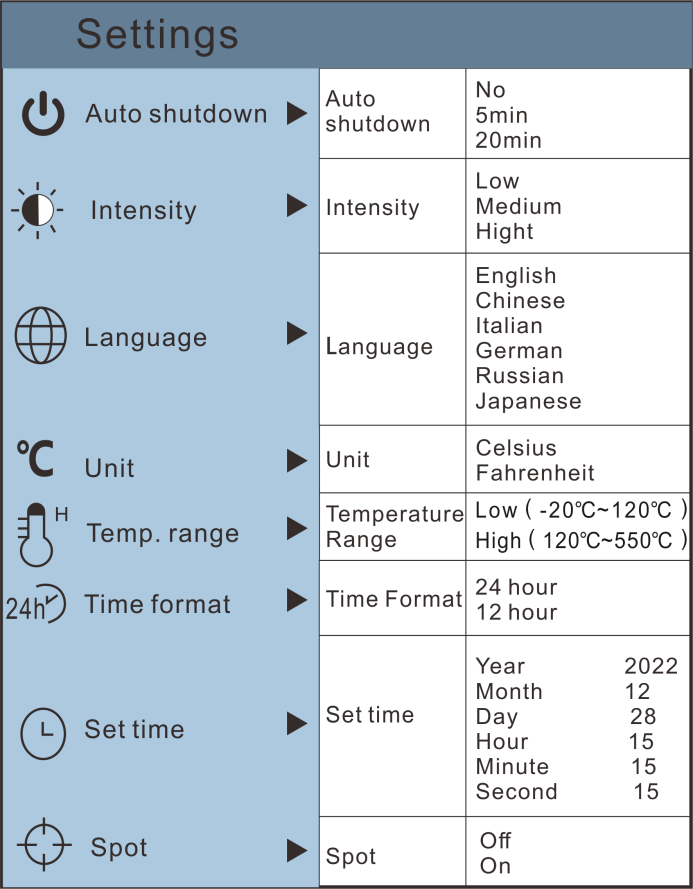 Settings
Auto shutdown
Auto
shutdown
No
5min
20min
Intensity
Intensity
Low
Medium
Hight
Language
Language
English
Chinese
Italian
German
Russian
Japanese
℃
Unit
Unit
Celsius
Fahrenheit
H
Temp. range
Temperature
Range
Low ( -20℃~120℃ )
High ( 120℃~550℃ )
24h
Time format
Time Format
24 hour
12 hour
Set time
Set time
Year 2022
Month 12
Day 28
Hour 15
Minute 15
Second 15
Spot
Spot
Off
On